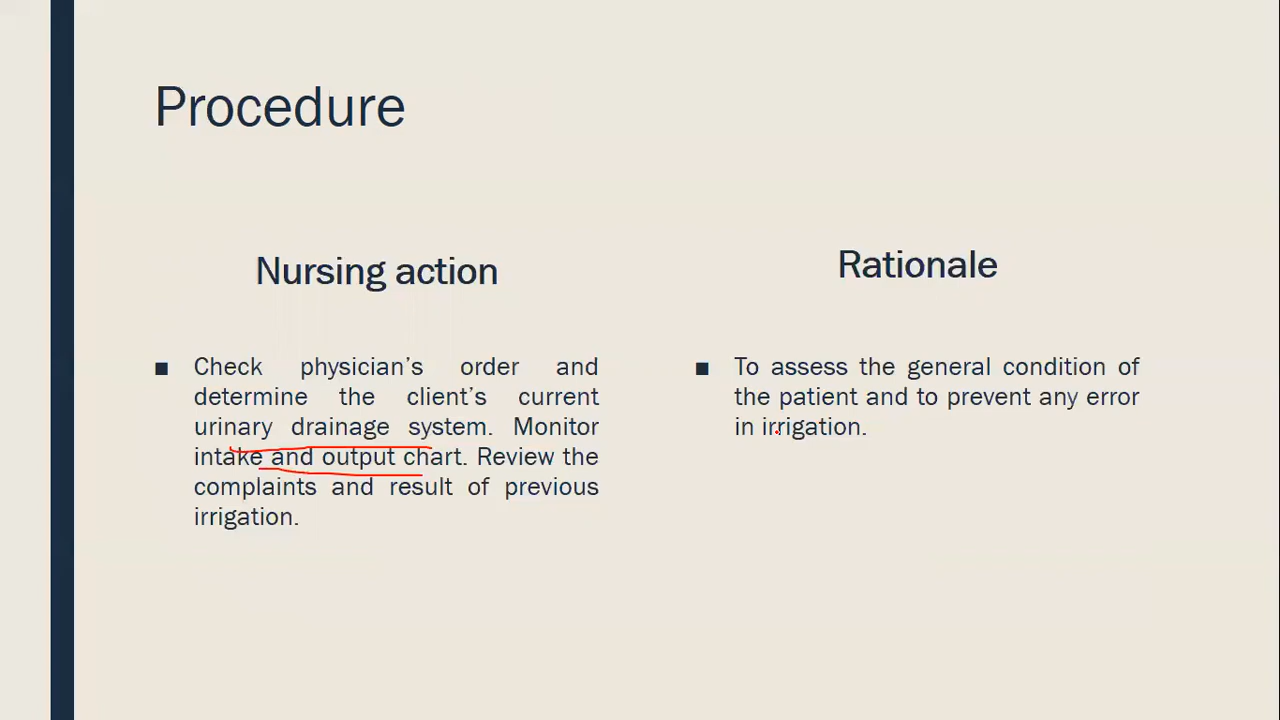 Procedure
Nursing action
Check physician's order and
determine the client's current
urinary drainage system. Monitor
intake and output chart. Review the
complaints and result of previous
irrigation.
Rationale
To assess the general condition of
the patient and to prevent any error
in irrigation.